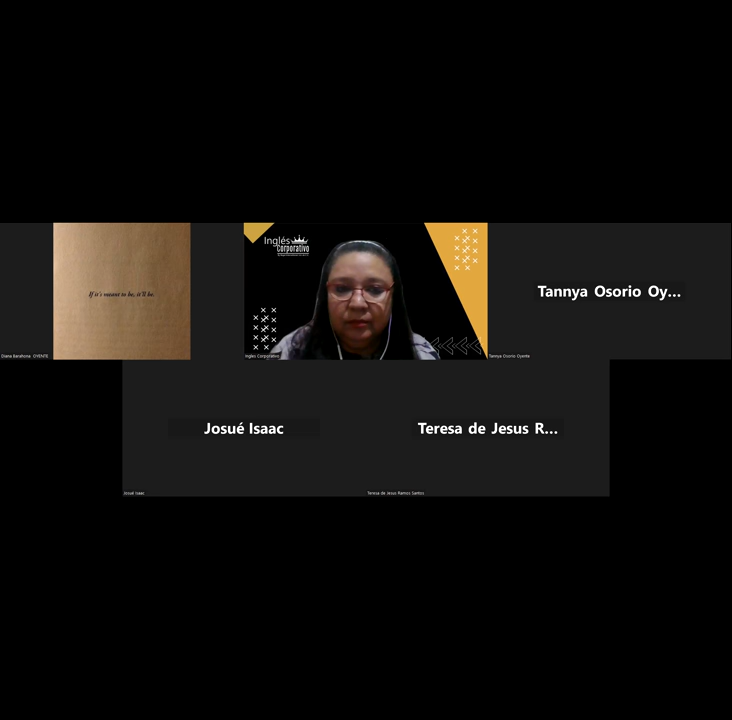 If it's meant to be, it'll be.
Inglés
Corporativo
Tannya Osorio Oy...
Diana Barahona OYENTE
Ingles Corporativo
Tannya Osorio Oyente
Josué Isaac
Teresa de Jesus R...
Josué Isaac
Teresa de Jesus Ramos Santos